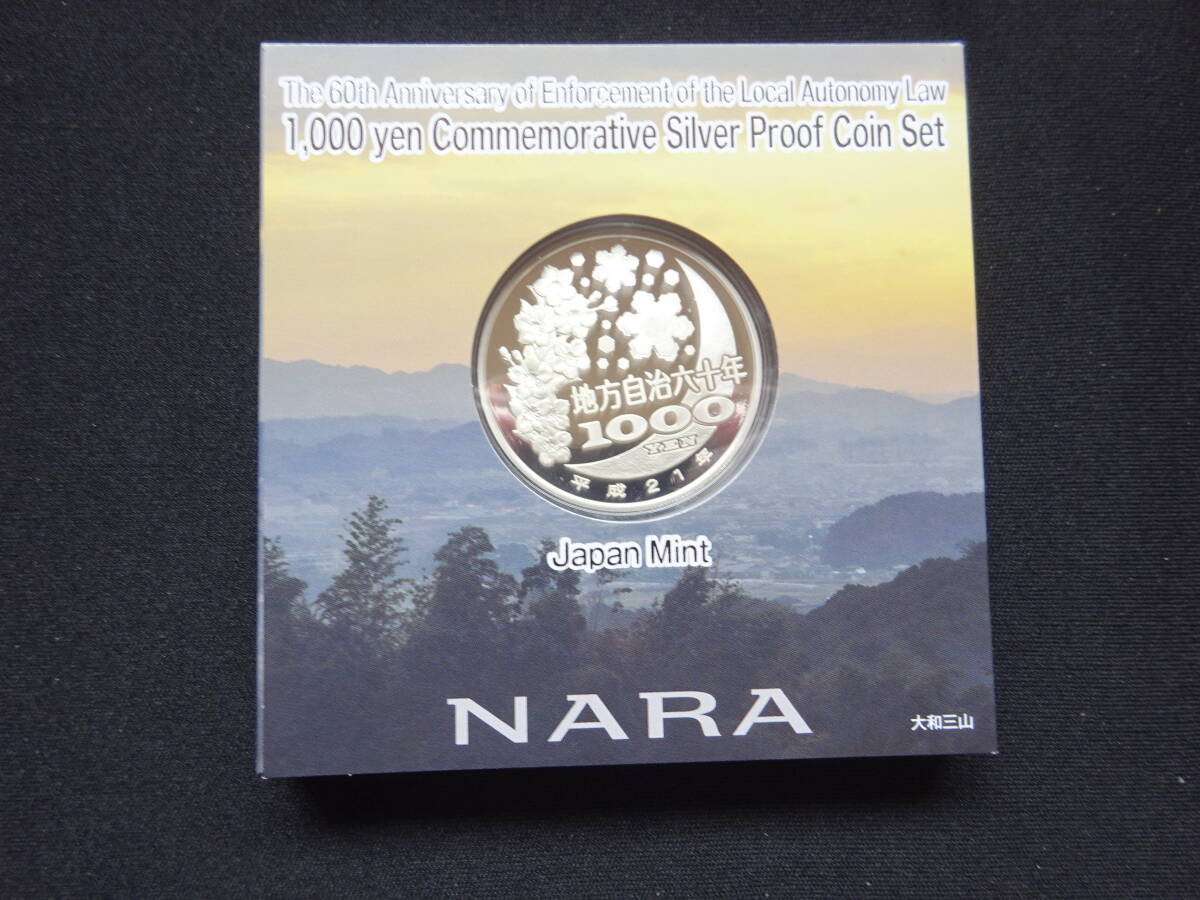 The 60th Anniversary of Enforcement of the Local Autonomy Law
1,000 yen Commemorative Silver Proof Coin Set
地方自治六十年
1000
YEN
平成21年
Japan Mint
NARA
大和三山